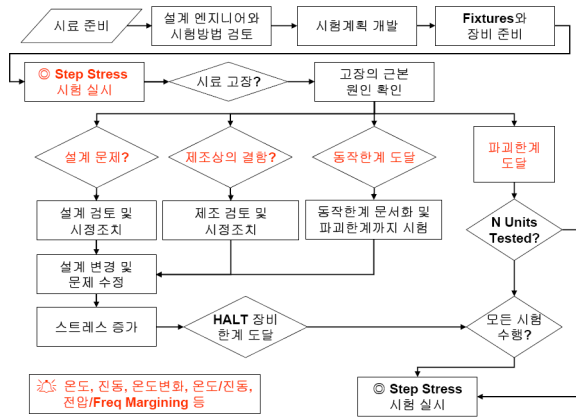 시료 준비
설계 엔지니어와
시험방법 검토
시험계획 개발
Fixtures와
장비 준비
◎ Step Stress
시험 실시
시료 고장?
고장의 근본
원인 확인
설계 문제?
제조상의 결함?
동작한계 도달
파괴한계
도달
설계 검토 및
시정조치
제조 검토 및
시정조치
동작한계 문서화 및
파괴한계까지 시험
N Units
Tested?
설계 변경 및
문제 수정
스트레스 증가
HALT 장비
한계 도달
모든 시험
수행?
온도, 진동, 온도변화, 온도/진동,
전압/Freq Margining 등
◎ Step Stress
시험 실시